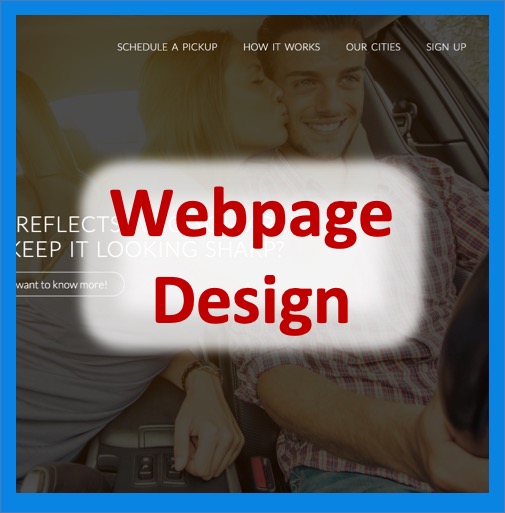 SCHEDULE A PICKUP HOW IT WORKS OUR CITIES SIGN UP
Webpage
Design
REFLECTS
KEEP IT LOOKING SHARP?
want to know more!